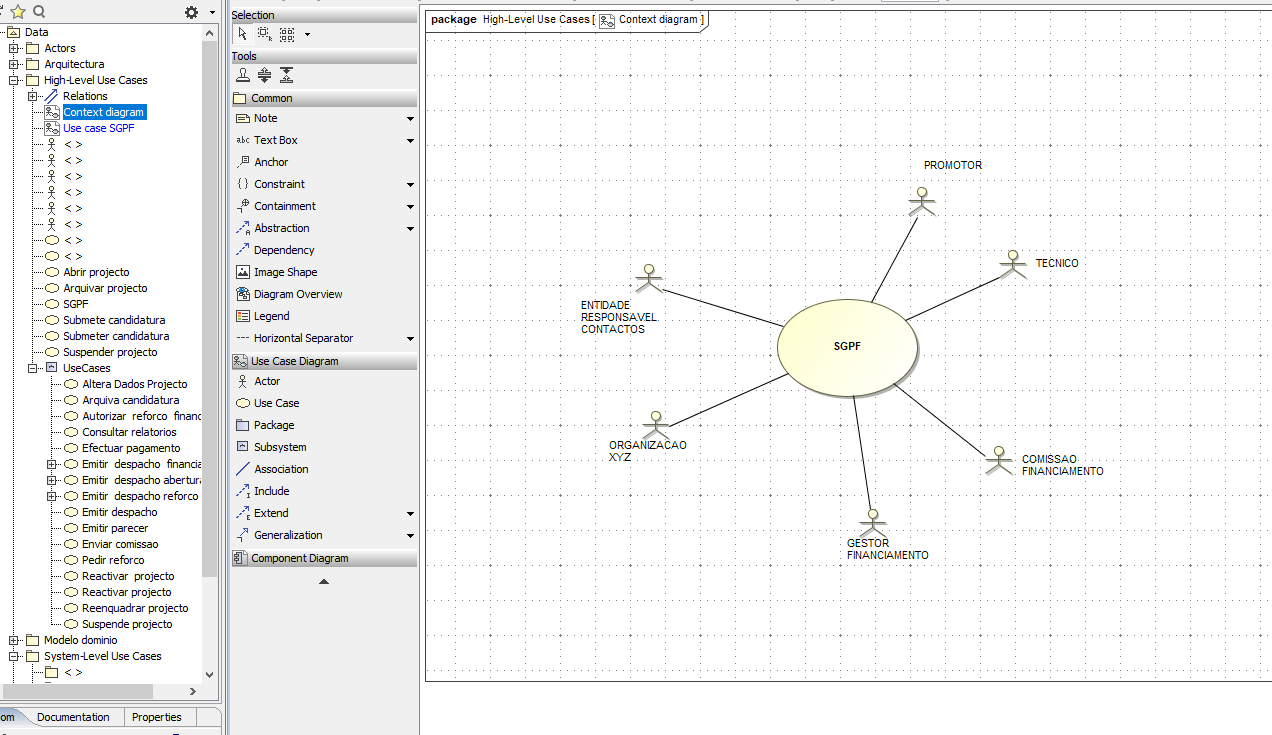 Data
Actors
Arquitectura
High-Level Use Cases
Relations
Context diagram
Use case SGPF
< >
< >
< >
< >
< >
< >
< >
< >
Abrir projecto
Arquivar projecto
SGPF
Submete candidatura
Submeter candidatura
Suspender projecto
UseCases
Altera Dados Projecto
Arquiva candidatura
Autorizar reforco financ
Consultar relatorios
Efectuar pagamento
Emitir despacho financia
Emitir despacho abertura
Emitir despacho reforco
Emitir despacho
Emitir parecer
Enviar comissao
Pedir reforco
Reactivar projecto
Reactivar projecto
Reenquadrar projecto
Suspende projecto
Modelo dominio
System-Level Use Cases
< >
om
Documentation
Properties
Selection
Tools
Common
Note
abc Text Box
Anchor
{} Constraint
Containment
Abstraction
Dependency
Image Shape
Diagram Overview
Legend
Horizontal Separator
Use Case Diagram
Actor
Use Case
Package
Subsystem
Association
Include
Extend
Generalization
Component Diagram
package High-Level Use Cases [ Context diagram ]
PROMOTOR
TECNICO
ENTIDADE
RESPONSAVEL
CONTACTOS
SGPF
ORGANIZACAO
XYZ
COMISSAO
FINANCIAMENTO
GESTOR
FINANCIAMENTO